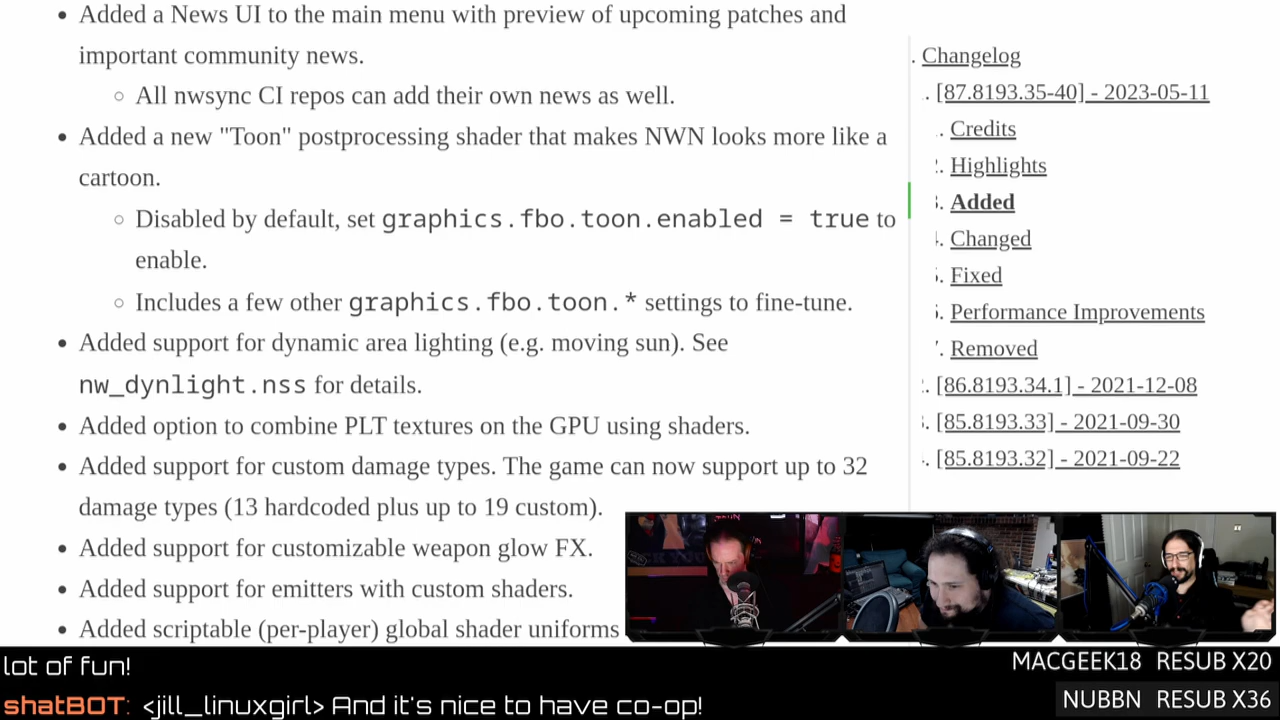 Added a News UI to the main menu with preview of upcoming patches and
important community news.
All nwsync CI repos can add their own news as well.
Added a new "Toon" postprocessing shader that makes NWN looks more like a
cartoon.
Disabled by default, set graphics.fbo.toon.enabled = true to
enable.
Includes a few other graphics.fbo.toon.* settings to fine-tune.
Added support for dynamic area lighting (e.g. moving sun). See
nw_dynlight.nss for details.
Added option to combine PLT textures on the GPU using shaders.
Added support for custom damage types. The game can now support up to 32
damage types (13 hardcoded plus up to 19 custom).
Added support for customizable weapon glow FX.
Added support for emitters with custom shaders.
Added scriptable (per-player) global shader uniforms
. Changelog
. [87.8193.35-40] - 2023-05-11
. Credits
. Highlights
. Added
. Changed
. Fixed
. Performance Improvements
. Removed
. [86.8193.34.1] - 2021-12-08
. [85.8193.33] - 2021-09-30
. [85.8193.32] - 2021-09-22
lot of fun!
shatBOT: <jill_linuxgirl> And it's nice to have co-op!
MACGEEK18 RESUB X20
NUBBN RESUB X36